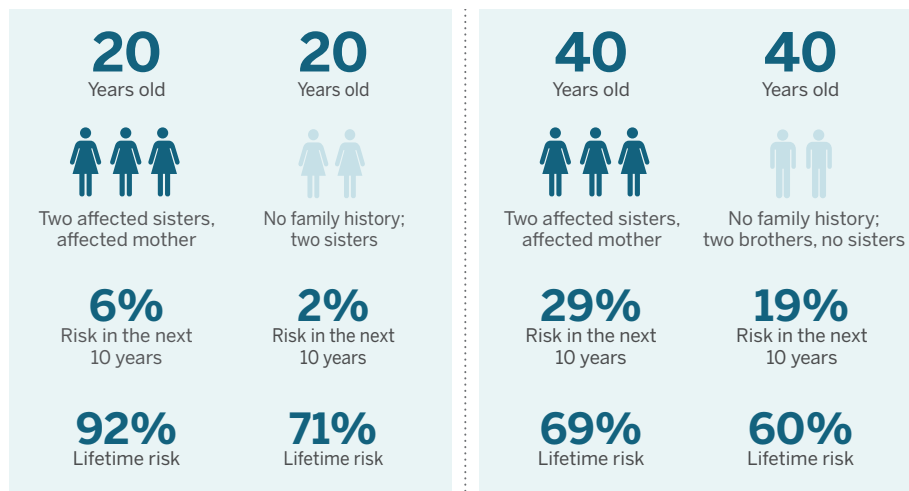 20
Years old
Two affected sisters,
affected mother
6%
Risk in the next
10 years
92%
Lifetime risk
20
Years old
No family history;
two sisters
2%
Risk in the next
10 years
71%
Lifetime risk
40
Years old
Two affected sisters,
affected mother
29%
Risk in the next
10 years
69%
Lifetime risk
40
Years old
No family history;
two brothers, no sisters
19%
Risk in the next
10 years
60%
Lifetime risk